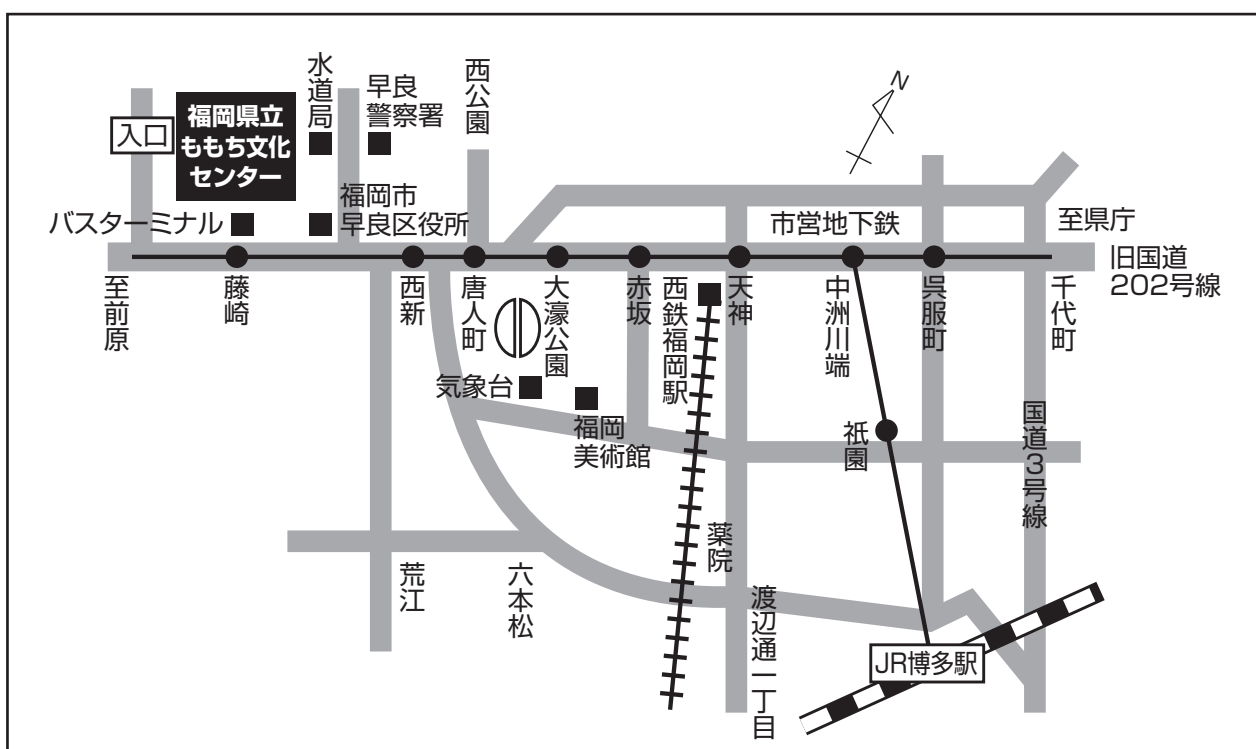 水道局
早良
警察署
西公園
N
入口
福岡県立
ももち文化
センター
福岡市
早良区役所
バスターミナル
市営地下鉄
至県庁
旧国道
202号線
至前原
藤崎
西新
唐人町
大濠公園
赤坂
西鉄福岡駅
天神
中洲川端
呉服町
千代町
気象台
福岡
美術館
祇園
国道3号線
薬院
荒江
六本松
渡辺通一丁目
JR博多駅